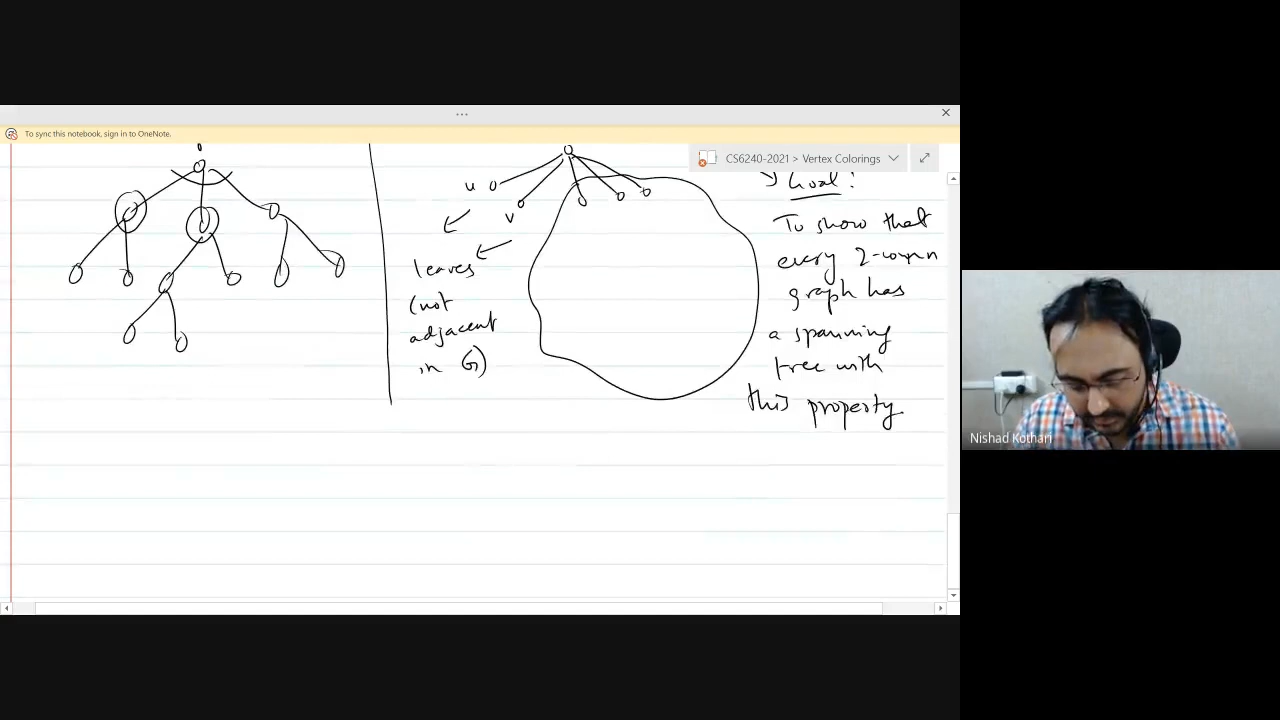 To sync this notebook, sign in to OneNote.
CS6240-2021 > Vertex Colorings
Goal:
To show that
every 2-conn
graph has
a spanning
tree with
this property
u
v
leaves
(not
adjacent
in G)
Nishad Kothari